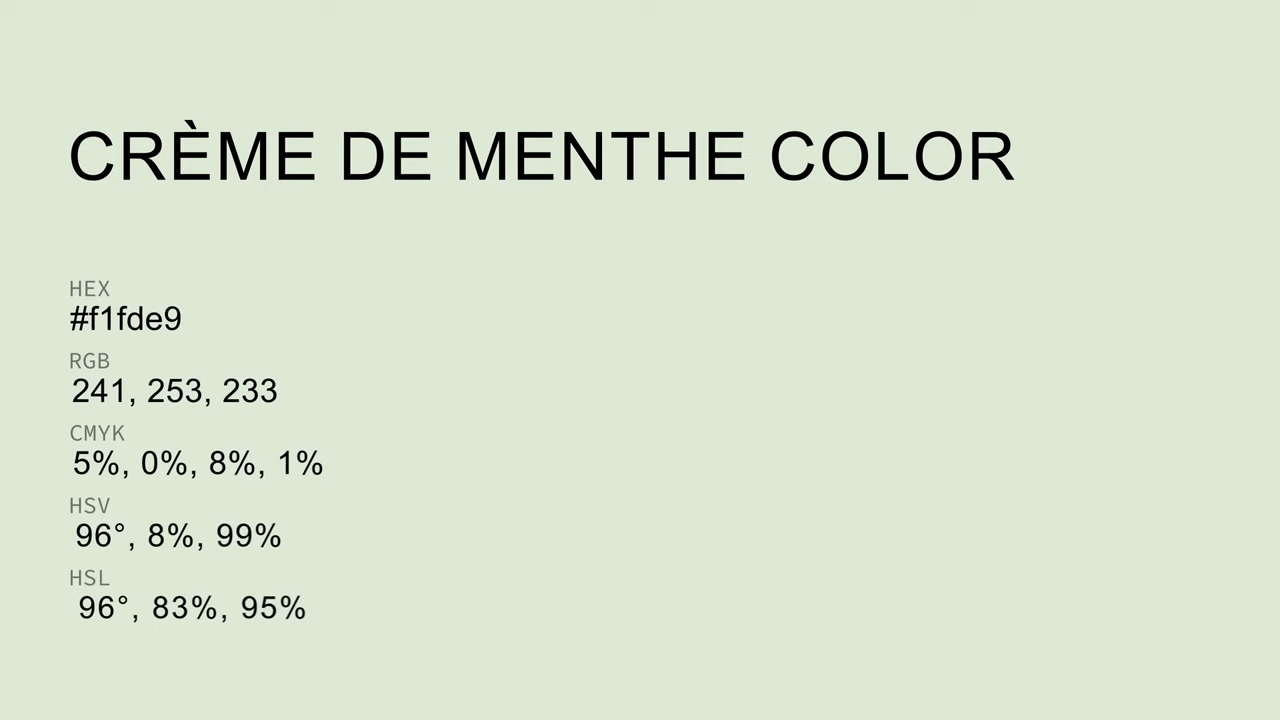 CRÈME DE MENTHE COLOR
HEX
#f1fde9
RGB
241, 253, 233
CMYK
5%, 0%, 8%, 1%
HSV
96°, 8%, 99%
HSL
96°, 83%, 95%